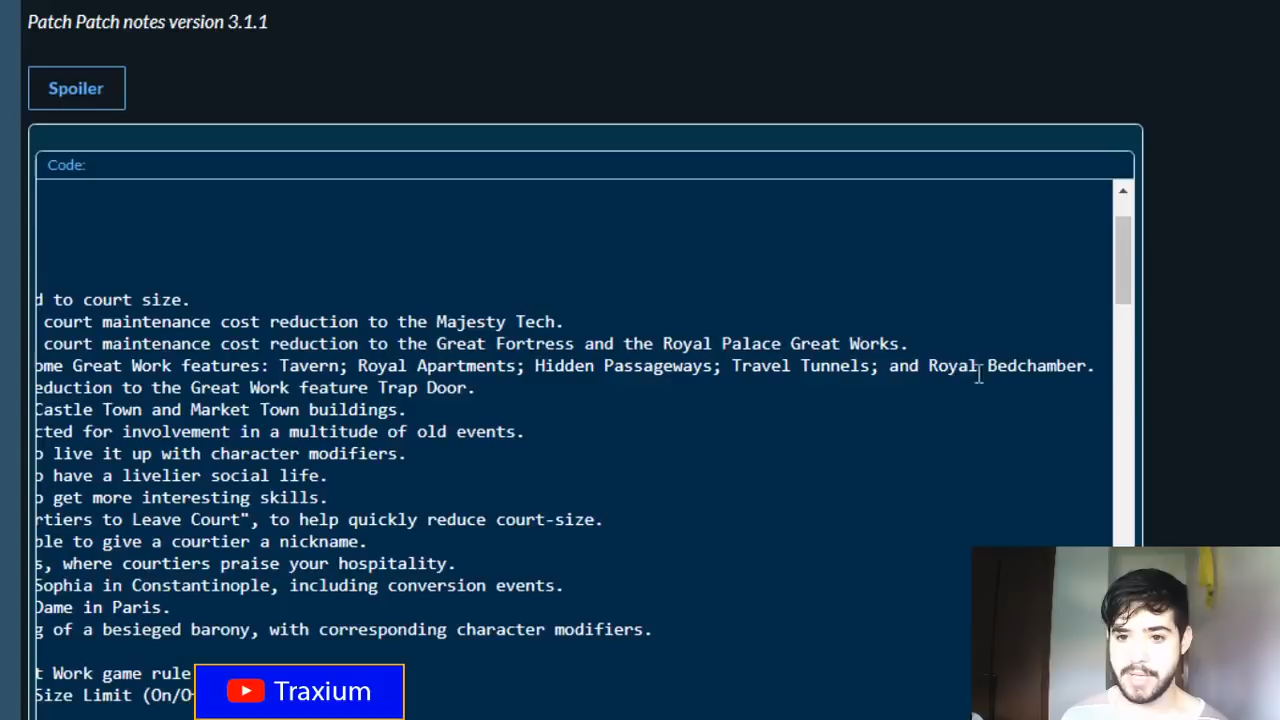 Patch Patch notes version 3.1.1
Spoiler
Code:
d to court size.
court maintenance cost reduction to the Majesty Tech.
court maintenance cost reduction to the Great Fortress and the Royal Palace Great Works.
ome Great Work features: Tavern; Royal Apartments; Hidden Passageways; Travel Tunnels; and Royal Bedchamber.
eduction to the Great Work feature Trap Door.
Castle Town and Market Town buildings.
cted for involvement in a multitude of old events.
o live it up with character modifiers.
o have a livelier social life.
o get more interesting skills.
rtiers to Leave Court", to help quickly reduce court-size.
ble to give a courtier a nickname.
s, where courtiers praise your hospitality.
Sophia in Constantinople, including conversion events.
Dame in Paris.
g of a besieged barony, with corresponding character modifiers.
t Work game rule
Size Limit (On/O
Traxium